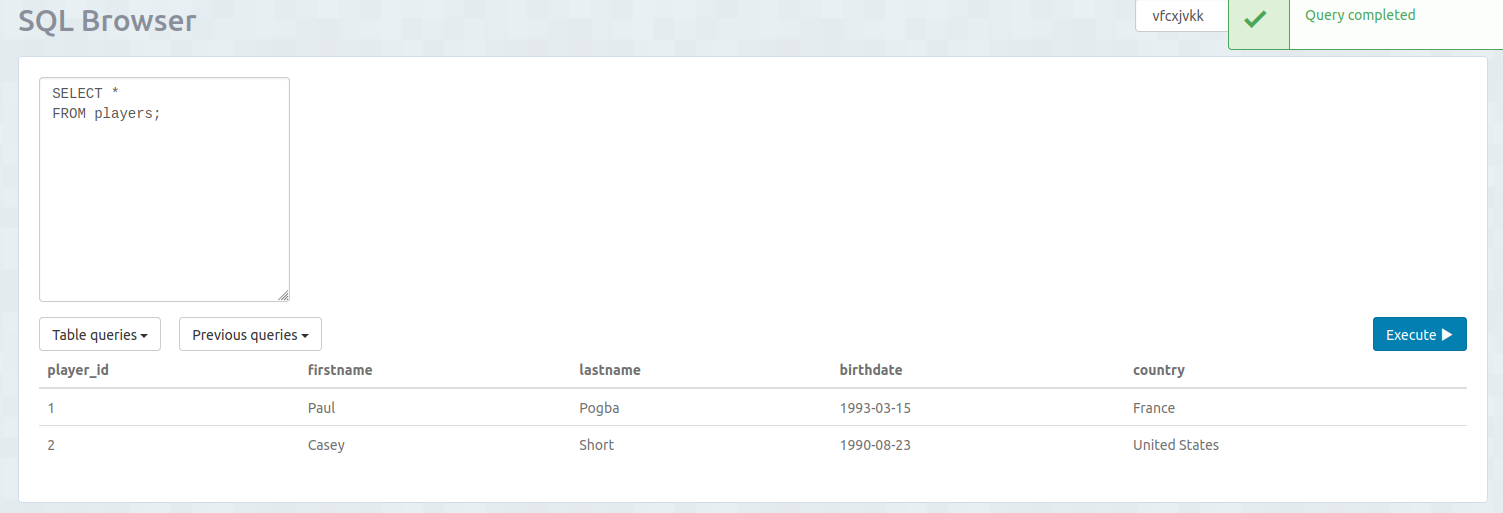 SQL Browser
vfcxjvkk
Query completed
SELECT *
FROM players;
Table queries
Previous queries
Execute
player_id firstname lastname birthdate country
1 Paul Pogba 1993-03-15 France
2 Casey Short 1990-08-23 United States